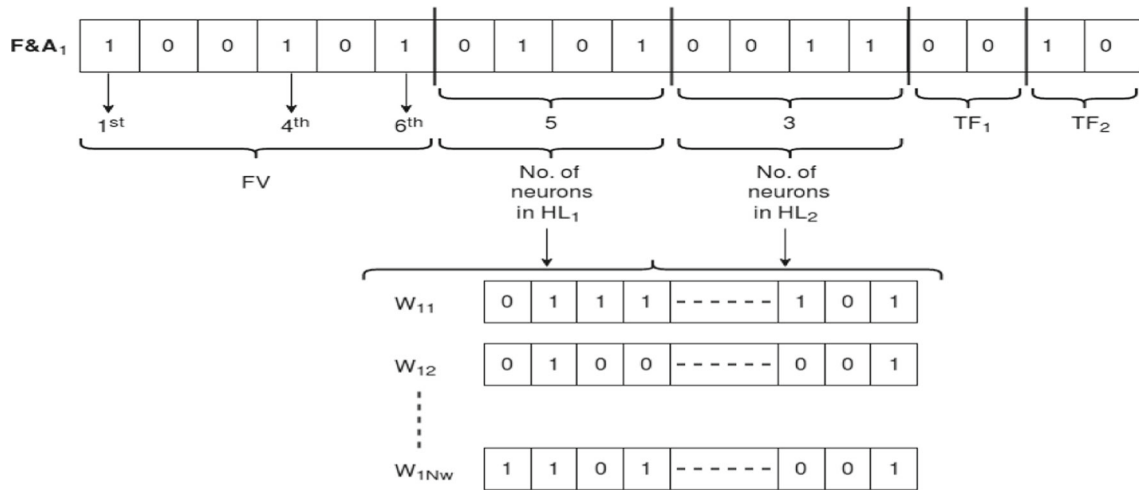 F&A₁ 1 0 0 1 0 1 0 1 0 1 0 0 1 1 0 0 1 0
1ˢᵗ 4ᵗʰ 6ᵗʰ 5 3 TF₁ TF₂
FV
No. of
neurons
in HL₁
No. of
neurons
in HL₂
W₁₁ 0 1 1 1 1 0 1
W₁₂ 0 1 0 0 0 0 1
W₁Nw 1 1 0 1 0 0 1